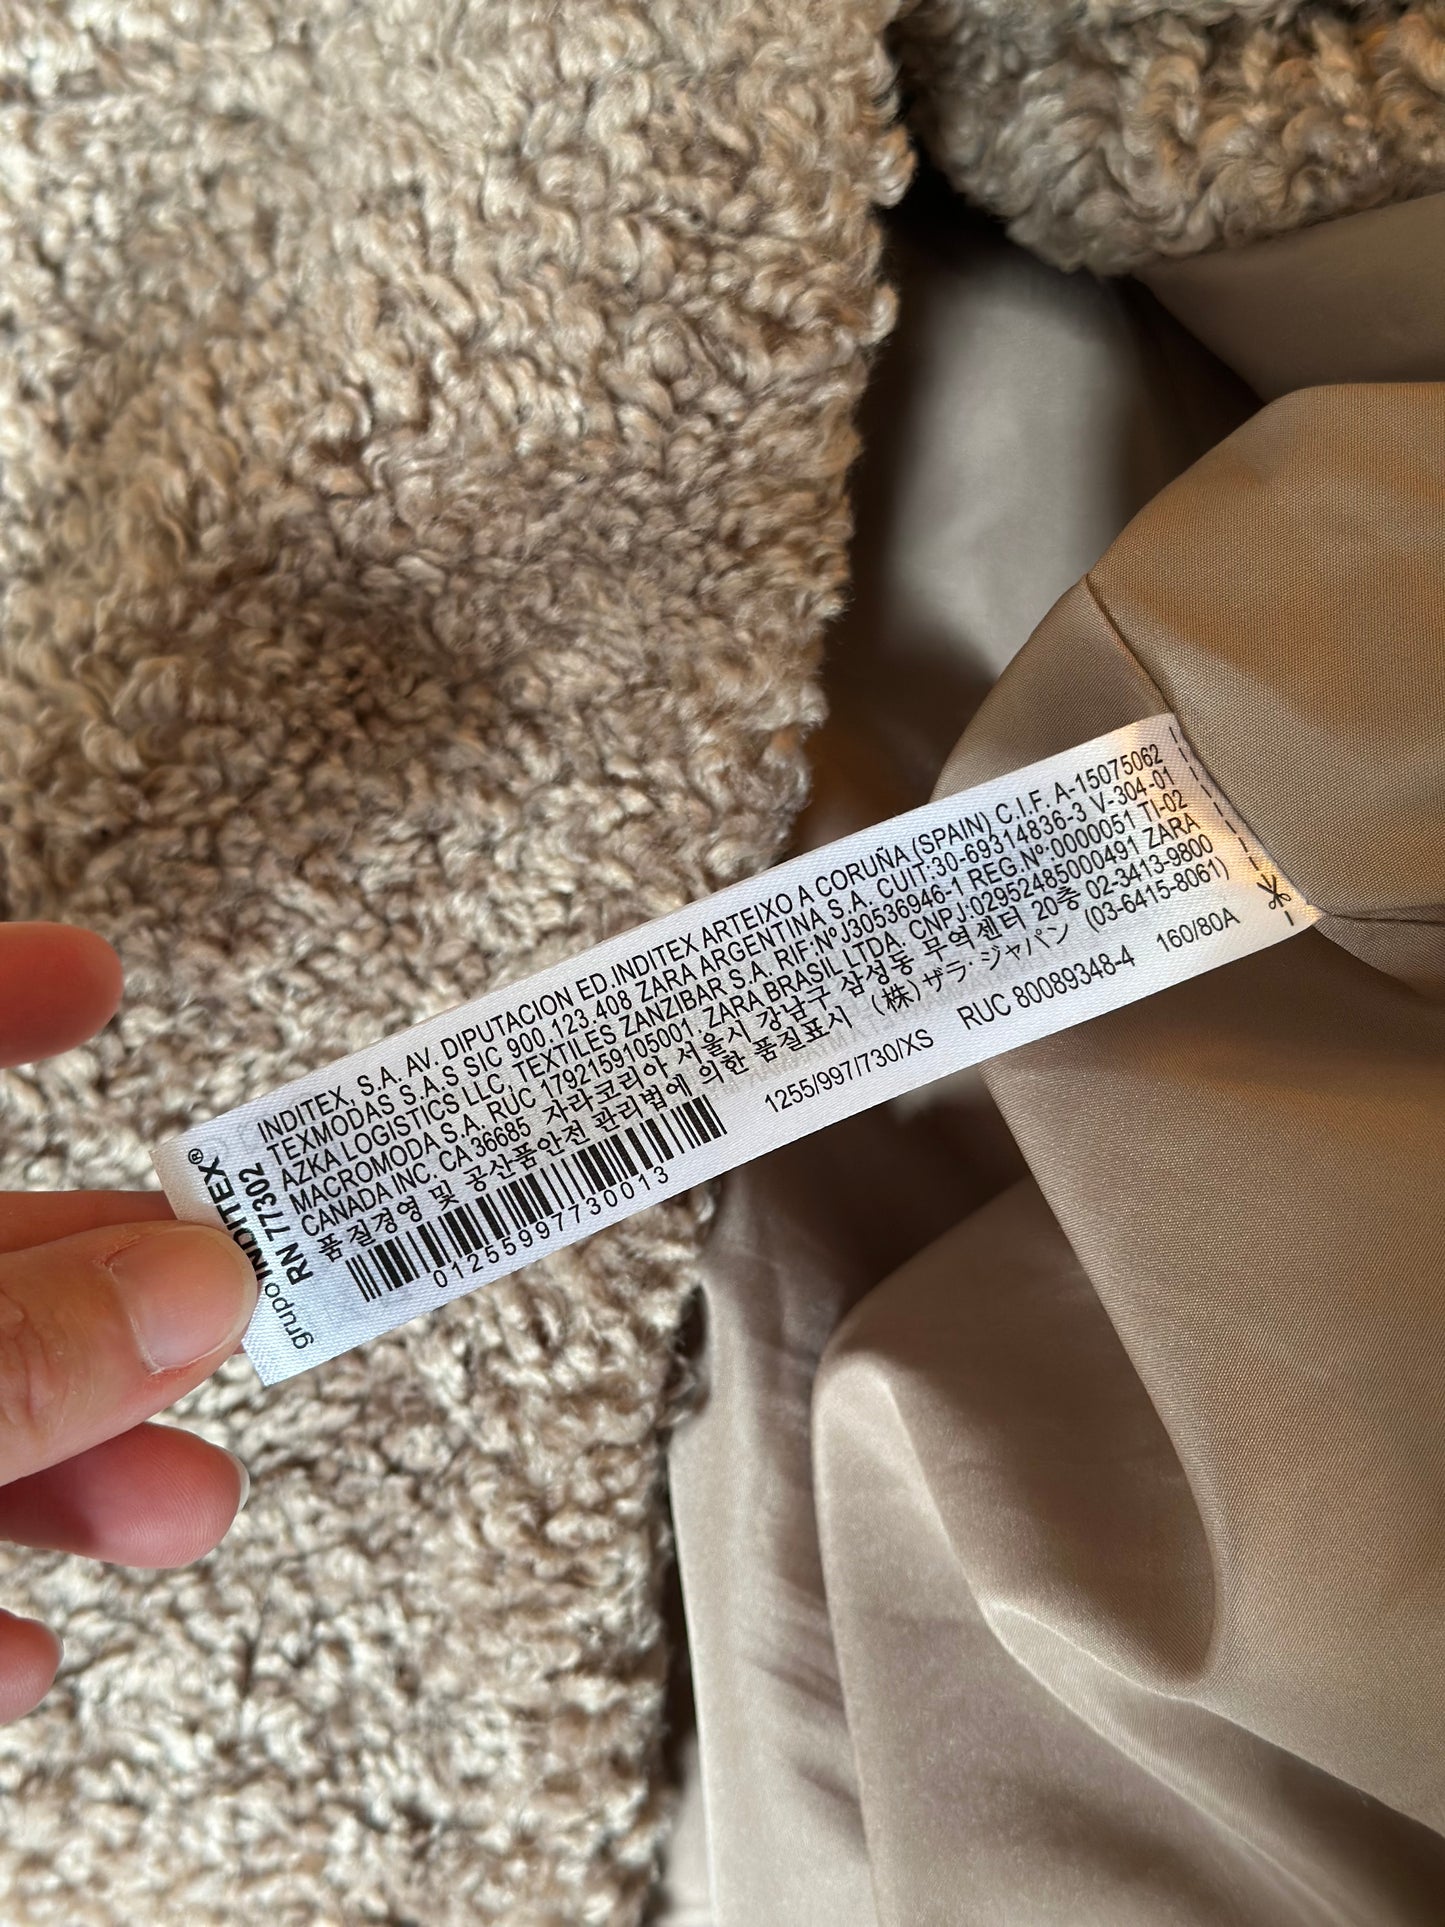 grupo INDITEX®
RN 77302
INDITEX, S.A. AV. DIPUTACION ED.INDITEX ARTEIXO A CORUÑA (SPAIN) C.I.F. A-15075062
TEXMODAS S.A.S SIC 900.123.408 ZARA ARGENTINA S.A. CUIT:30-69314836-3 V-304-01
AZKA LOGISTICS LLC, TEXTILES ZANZIBAR S.A. RIF:NºJ30536946-1 REG.Nº:0000051 TI-02
MACROMODA S.A. RUC 1792159105001. ZARA BRASIL LTDA. CNPJ:02952485000491 ZARA
CANADA INC. CA 36685 자라코리아 서울시 강남구 삼성동 무역센터 20층 02-3413-9800
품질경영 및 공산품안전 관리법에 의한 품질표시 (株)ザラ·ジャパン (03-6415-8061)
RUC 80089348-4 160/80A
1255/997/730/XS
01255997730013